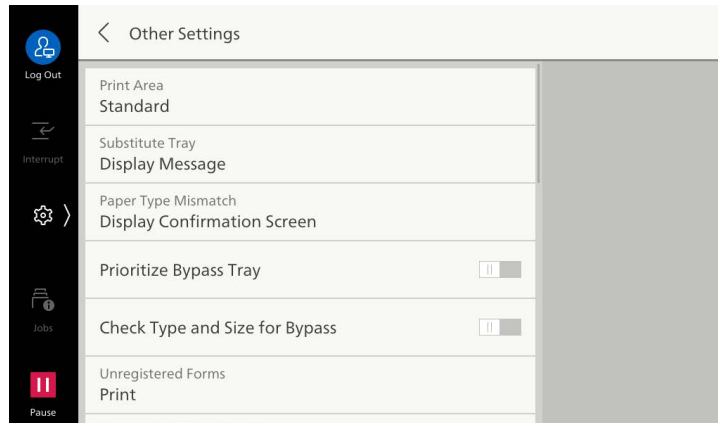 Other Settings
Log Out
Print Area
Standard
Substitute Tray
Display Message
Interrupt
Paper Type Mismatch
Display Confirmation Screen
Prioritize Bypass Tray
Check Type and Size for Bypass
Jobs
Unregistered Forms
Print
Pause